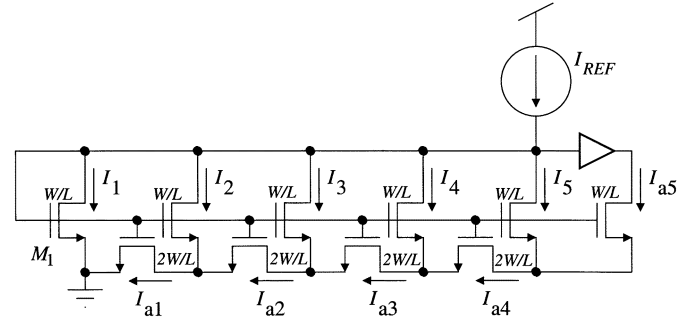 I_REF
I_1
I_2
I_3
I_4
I_5
I_a5
W/L
W/L
W/L
W/L
W/L
W/L
M_1
2W/L
2W/L
2W/L
2W/L
I_a1
I_a2
I_a3
I_a4